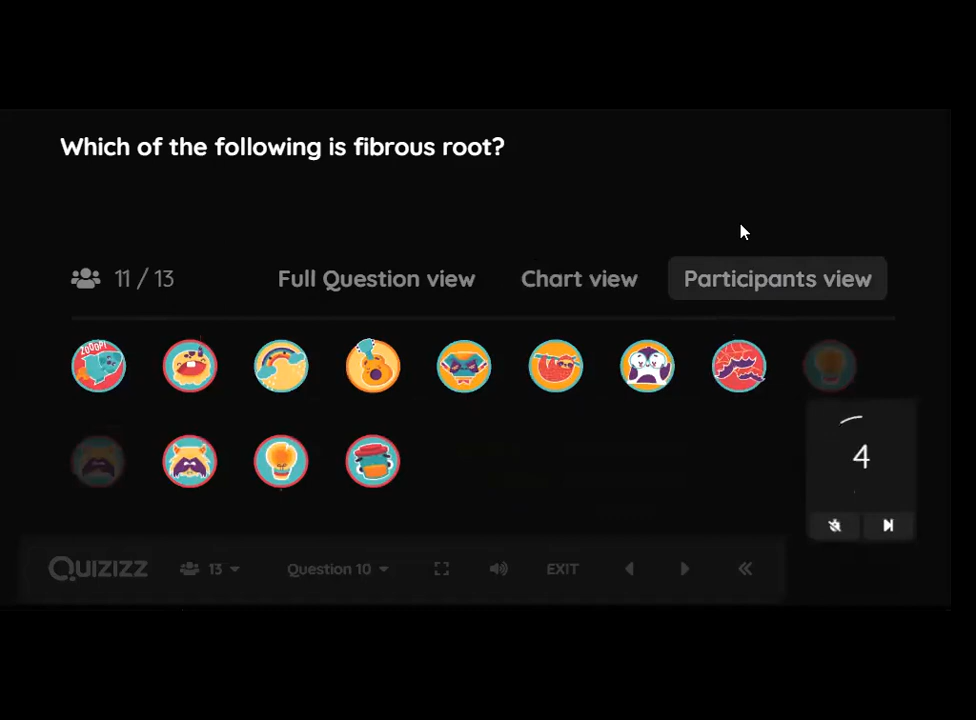 Which of the following is fibrous root?
11 / 13 Full Question view Chart view Participants view
ZOOOP!
4
QUIZIZZ 13 Question 10 EXIT